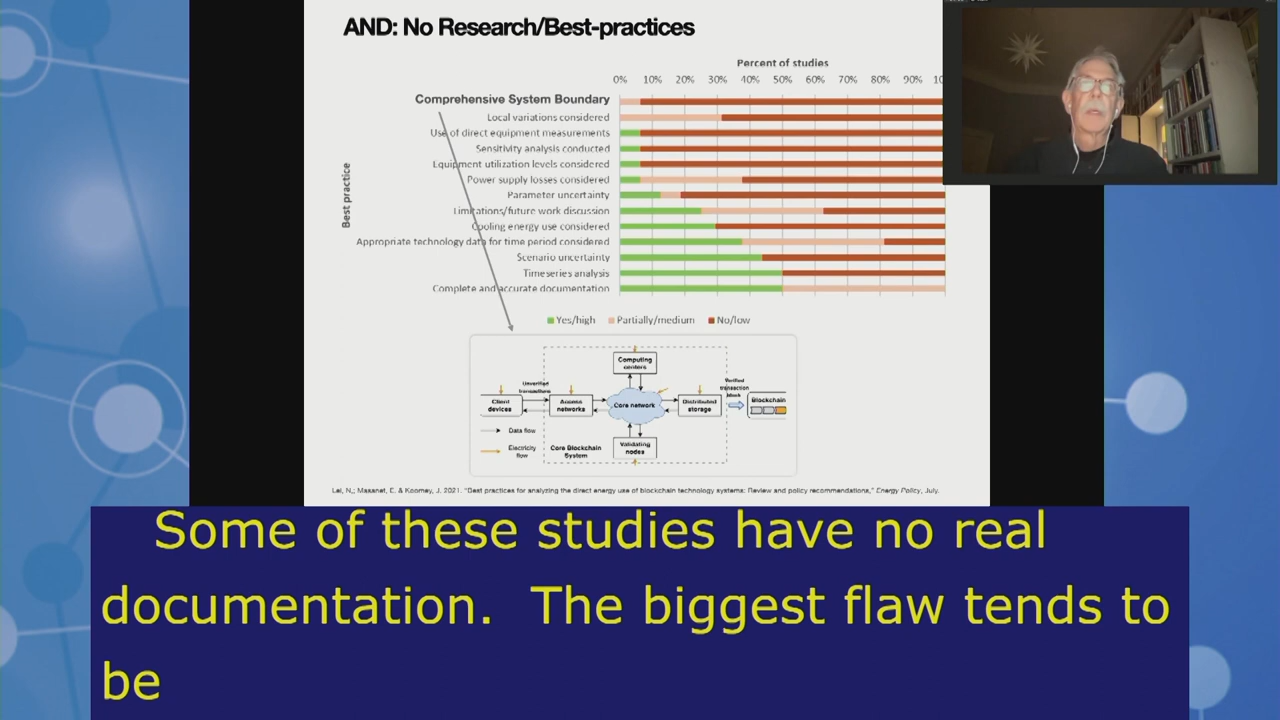 AND: No Research/Best-practices
Percent of studies
0% 10% 20% 30% 40% 50% 60% 70% 80% 90%
Best practice
Comprehensive System Boundary
Local variations considered
Use of direct equipment measurements
Sensitivity analysis conducted
Equipment utilization levels considered
Power supply losses considered
Parameter uncertainty
Limitations/future work discussion
Cooling energy use considered
Appropriate technology data for time period considered
Scenario uncertainty
Timeseries analysis
Complete and accurate documentation
Yes/high Partially/medium No/low
Computing
centers
Unverified
transactions
Verified
transaction
block
Client
devices
Access
networks
Core network
Distributed
storage
Blockchain
Data flow
Electricity
flow
Core Blockchain
System
Validating
nodes
Lei, N.; Masanet, E. & Koomey, J. 2021. "Best practices for analyzing the direct energy use of blockchain technology systems: Review and policy recommendations," Energy Policy, July.
Some of these studies have no real
documentation. The biggest flaw tends to
be